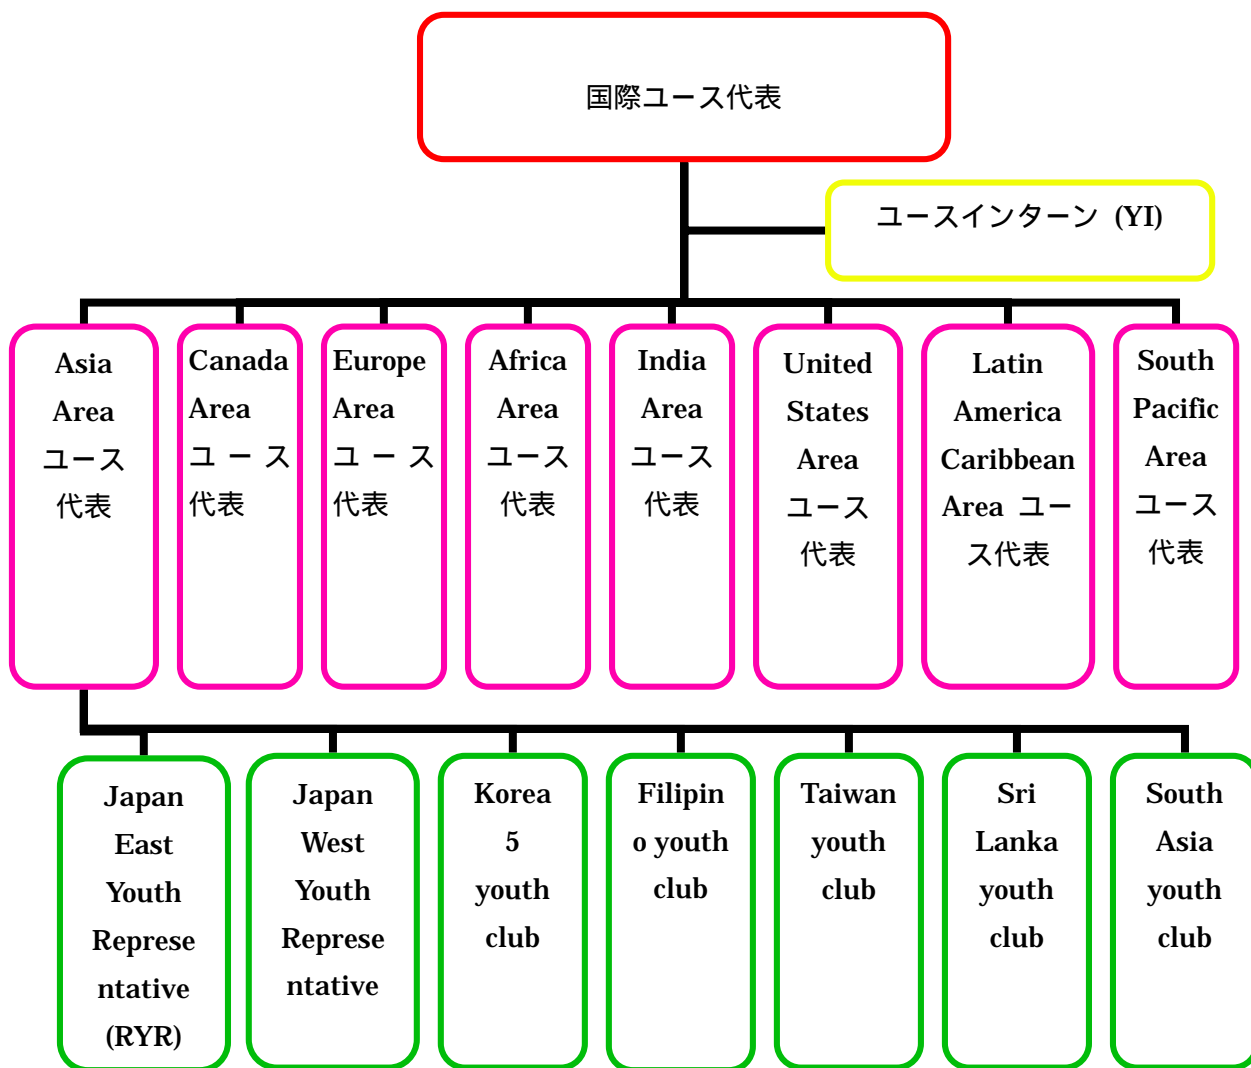 国際ユース代表
ユースインターン (YI)
Asia
Area
ユース
代表
Canada
Area
ユース
代表
Europe
Area
ユース
代表
Africa
Area
ユース
代表
India
Area
ユース
代表
United
States
Area
ユース
代表
Latin
America
Caribbean
Area ユー
ス代表
South
Pacific
Area
ユース
代表
Japan
East
Youth
Represe
ntative
(RYR)
Japan
West
Youth
Represe
ntative
Korea
5
youth
club
Filipin
o youth
club
Taiwan
youth
club
Sri
Lanka
youth
club
South
Asia
youth
club